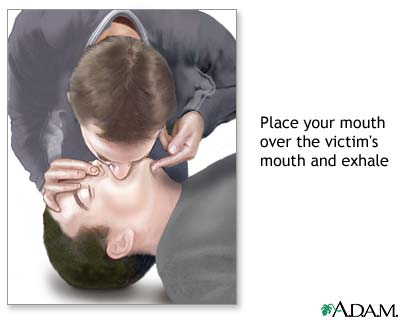 Place your mouth
over the victim's
mouth and exhale
A.D.A.M.